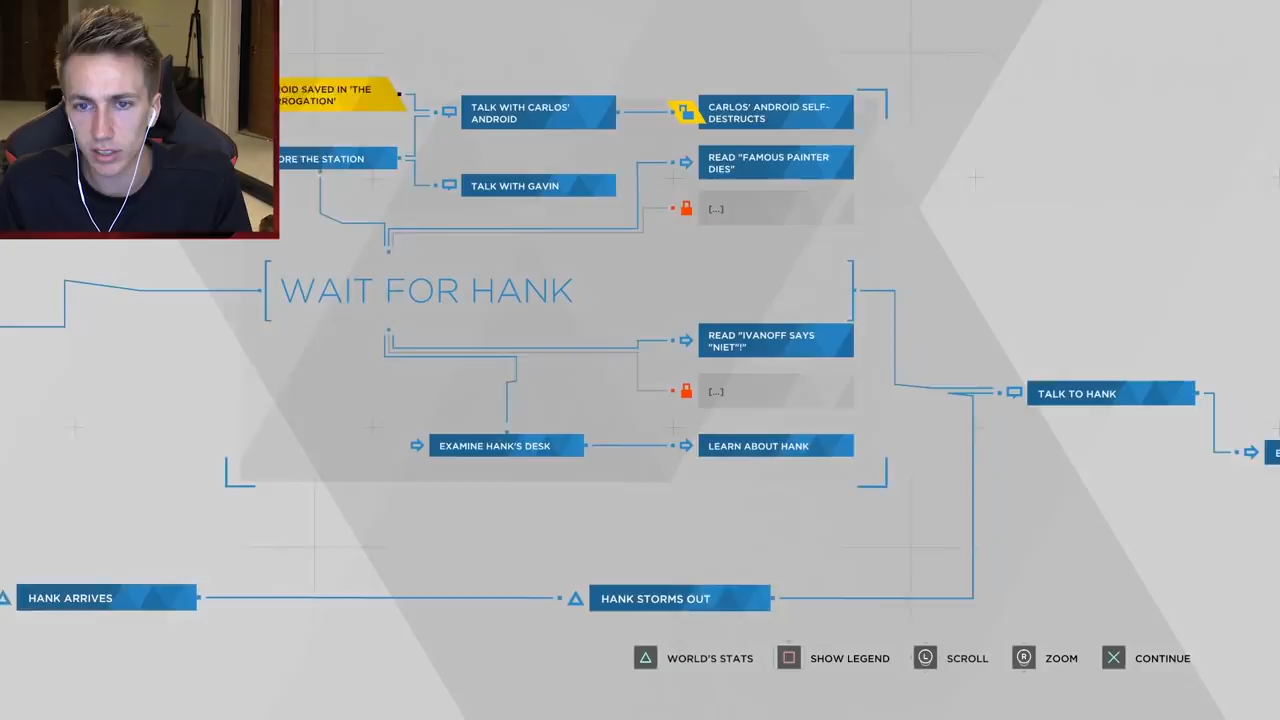 OID SAVED IN 'THE
RROGATION'
TALK WITH CARLOS'
ANDROID
CARLOS' ANDROID SELF-
DESTRUCTS
ORE THE STATION
READ "FAMOUS PAINTER
DIES"
TALK WITH GAVIN
[...]
WAIT FOR HANK
READ "IVANOFF SAYS
"NIET"!"
[...]
TALK TO HANK
EXAMINE HANK'S DESK
LEARN ABOUT HANK
E
HANK ARRIVES
HANK STORMS OUT
WORLD'S STATS
SHOW LEGEND
L
SCROLL
R
ZOOM
CONTINUE